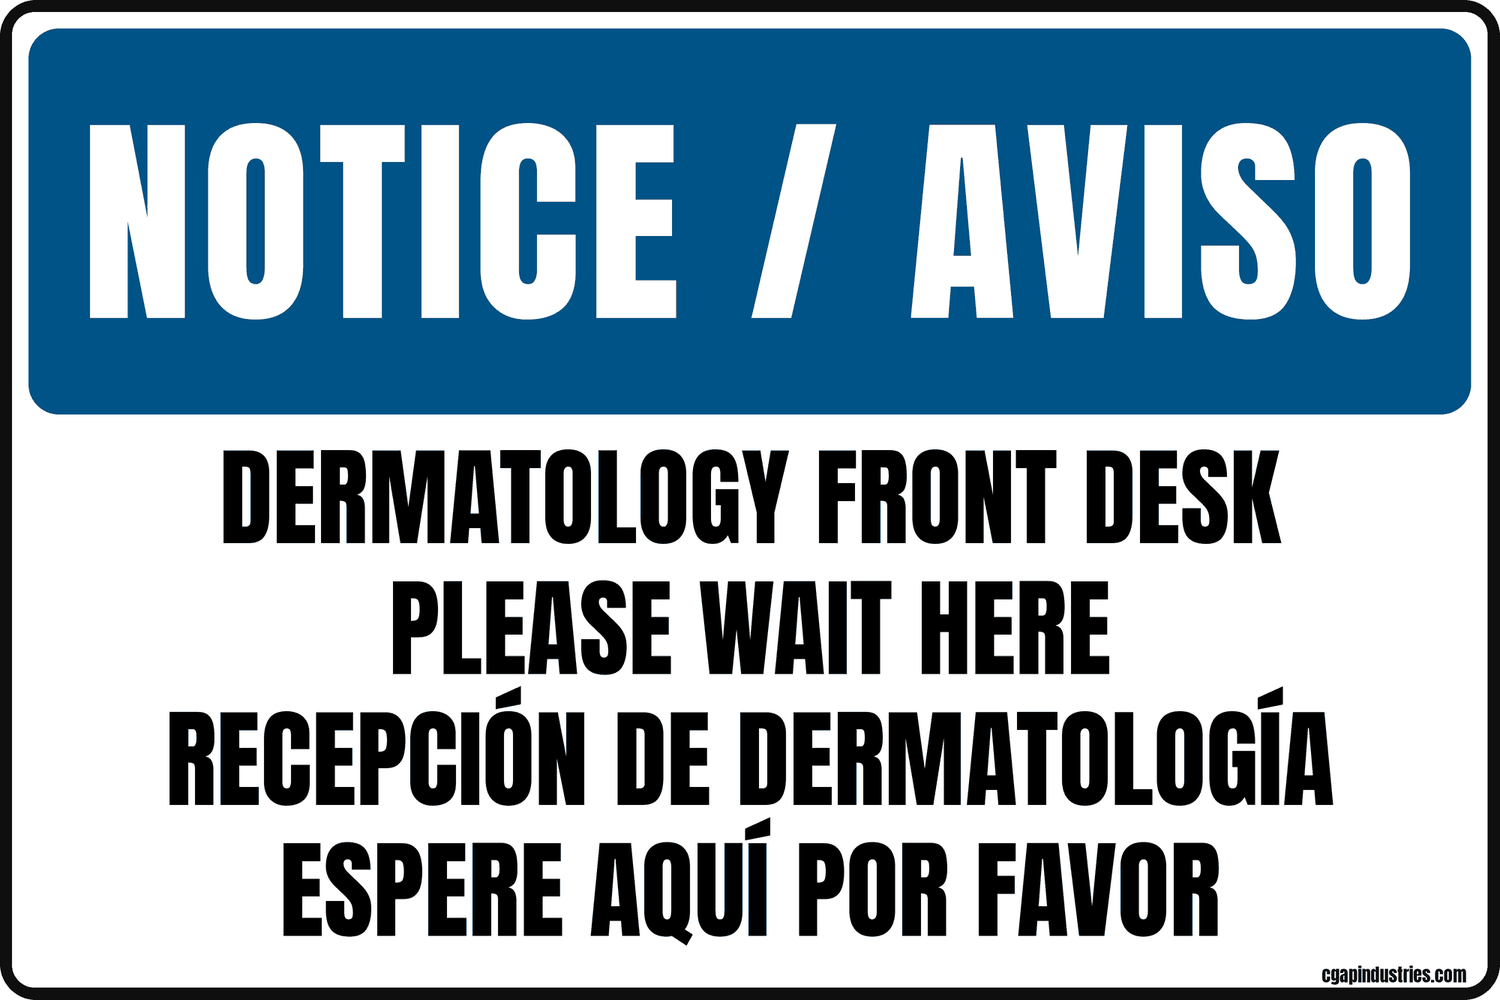 NOTICE / AVISO
DERMATOLOGY FRONT DESK
PLEASE WAIT HERE
RECEPCIÓN DE DERMATOLOGÍA
ESPERE AQUÍ POR FAVOR
cgapindustries.com